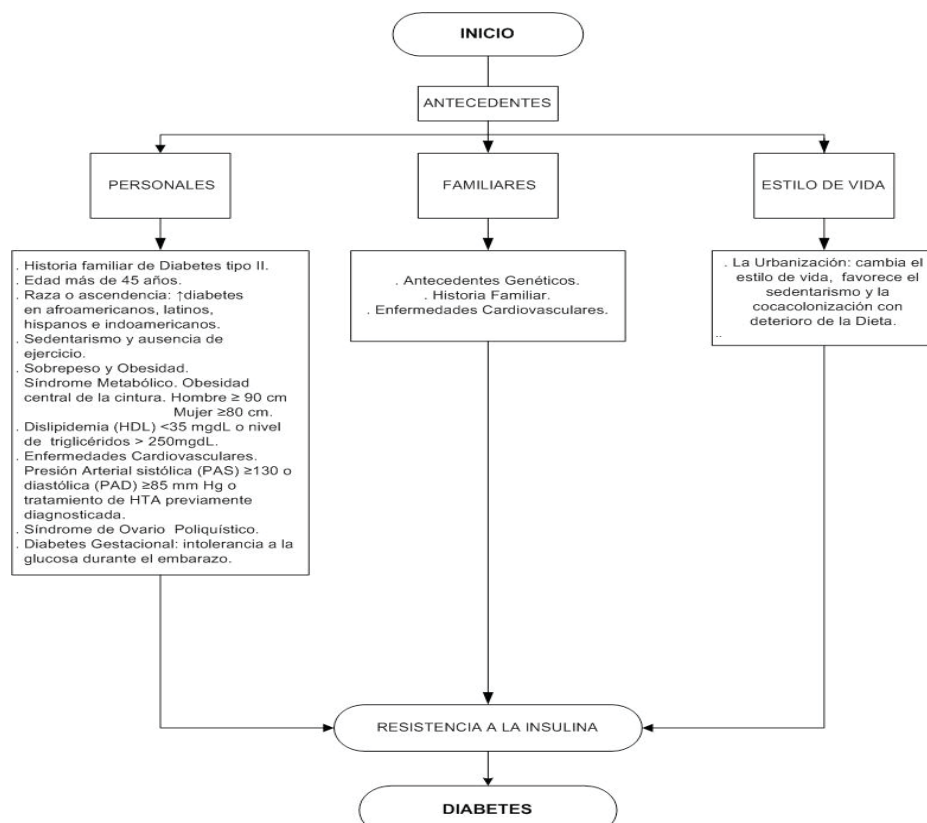 INICIO
ANTECEDENTES
PERSONALES
FAMILIARES
ESTILO DE VIDA
. Historia familiar de Diabetes tipo II.
. Edad más de 45 años.
. Raza o ascendencia: ↑diabetes
en afroamericanos, latinos,
hispanos e indoamericanos.
. Sedentarismo y ausencia de
ejercicio.
. Sobrepeso y Obesidad.
Síndrome Metabólico. Obesidad
central de la cintura. Hombre ≥ 90 cm
Mujer ≥80 cm.
. Dislipidemia (HDL) <35 mgdL o nivel
de triglicéridos > 250mgdL.
. Enfermedades Cardiovasculares.
Presión Arterial sistólica (PAS) ≥130 o
diastólica (PAD) ≥85 mm Hg o
tratamiento de HTA previamente
diagnosticada.
. Síndrome de Ovario Poliquístico.
. Diabetes Gestacional: intolerancia a la
glucosa durante el embarazo.
. Antecedentes Genéticos.
. Historia Familiar.
. Enfermedades Cardiovasculares.
. La Urbanización: cambia el
estilo de vida, favorece el
sedentarismo y la
cocacolonización con
deterioro de la Dieta.
..
RESISTENCIA A LA INSULINA
DIABETES